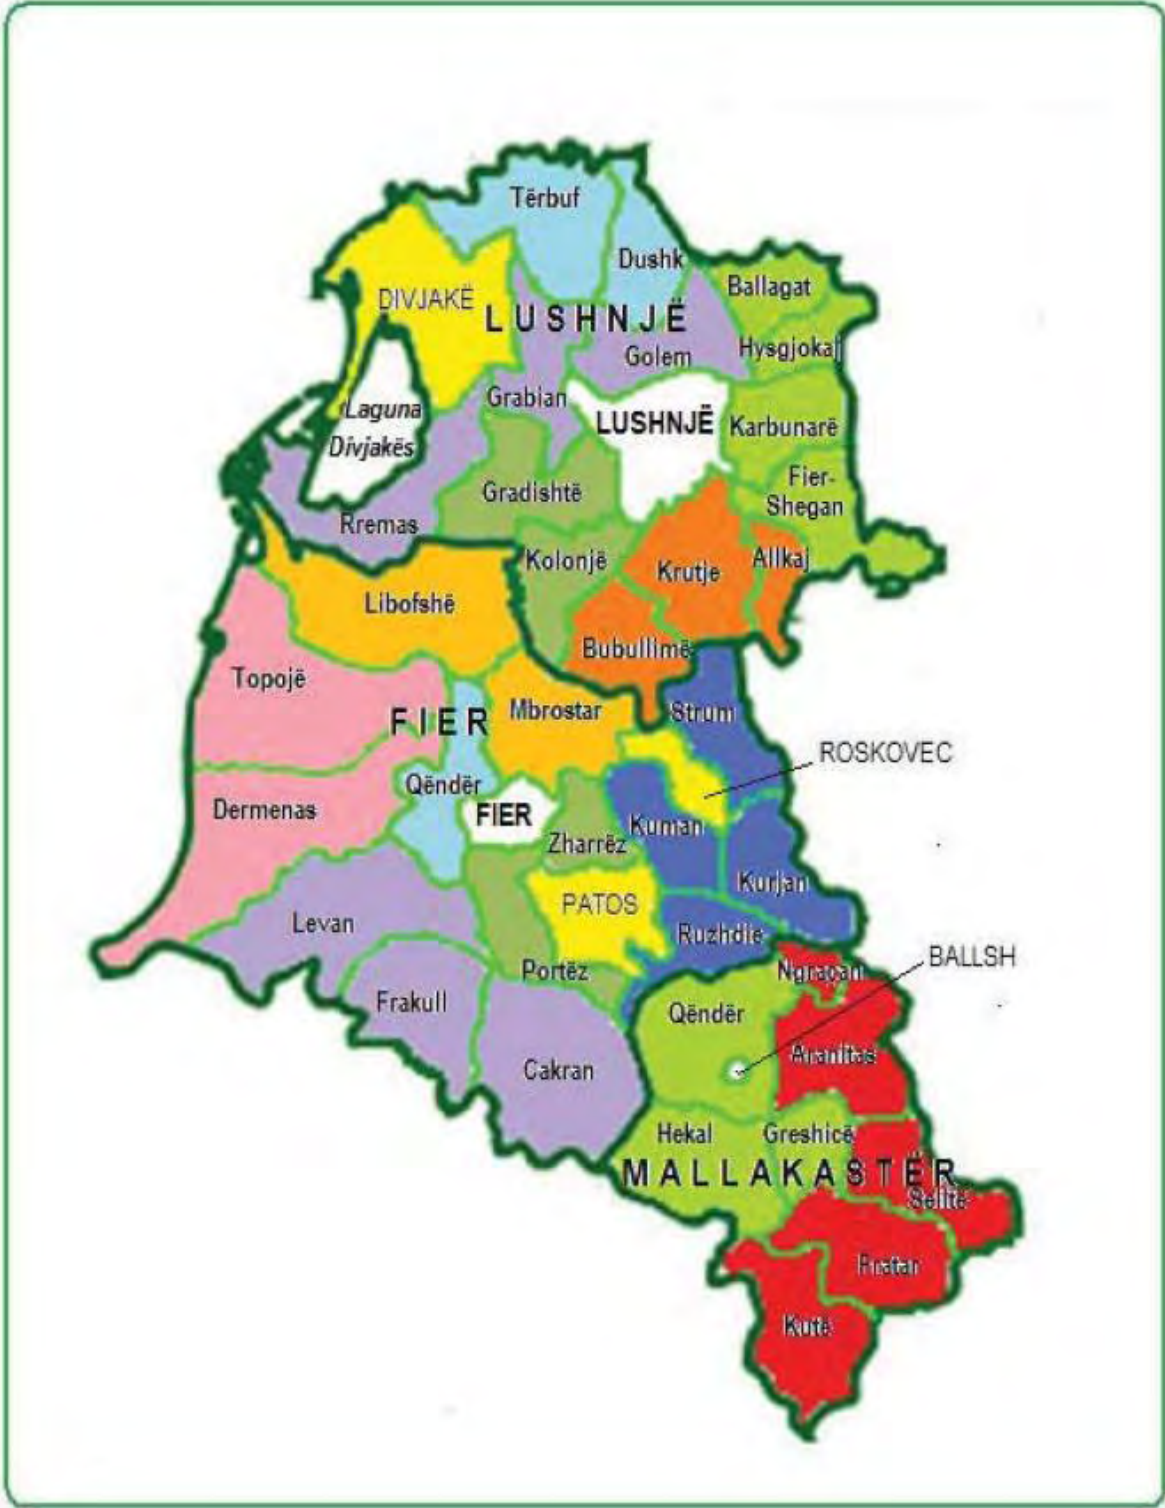 Tërbuf
Dushk
Ballagat
DIVJAKË
LUSHNJË
Golem
Hysgjokaj
Grabian
Laguna
Divjakës
LUSHNJË
Karbunarë
Gradishtë
Fier-
Shegan
Rremas
Kolonjë
Krutje
Allkaj
Libofshë
Bubullimë
Topojë
FIER
Mbrostar
Strum
ROSKOVEC
Qëndër
Dermenas
FIER
Kuman
Zharrëz
Kurjan
PATOS
Levan
Ruzhdie
BALLSH
Portëz
Ngraçan
Frakull
Qëndër
Aranitas
Cakran
Hekal
Greshicë
MALLAKASTËR
Selitë
Fratar
Kutë